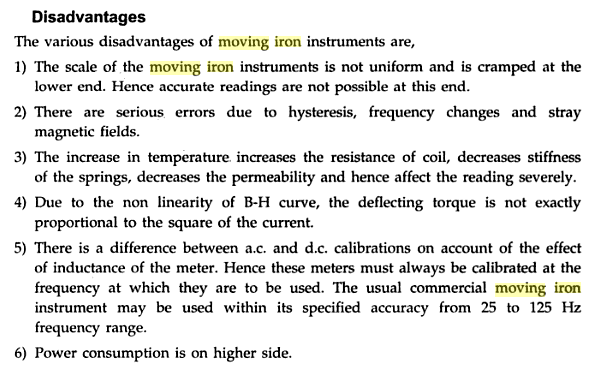 Disadvantages
The various disadvantages of moving iron instruments are,
1) The scale of the moving iron instruments is not uniform and is cramped at the
lower end. Hence accurate readings are not possible at this end.
2) There are serious errors due to hysteresis, frequency changes and stray
magnetic fields.
3) The increase in temperature increases the resistance of coil, decreases stiffness
of the springs, decreases the permeability and hence affect the reading severely.
4) Due to the non linearity of B-H curve, the deflecting torque is not exactly
proportional to the square of the current.
5) There is a difference between a.c. and d.c. calibrations on account of the effect
of inductance of the meter. Hence these meters must always be calibrated at the
frequency at which they are to be used. The usual commercial moving iron
instrument may be used within its specified accuracy from 25 to 125 Hz
frequency range.
6) Power consumption is on higher side.